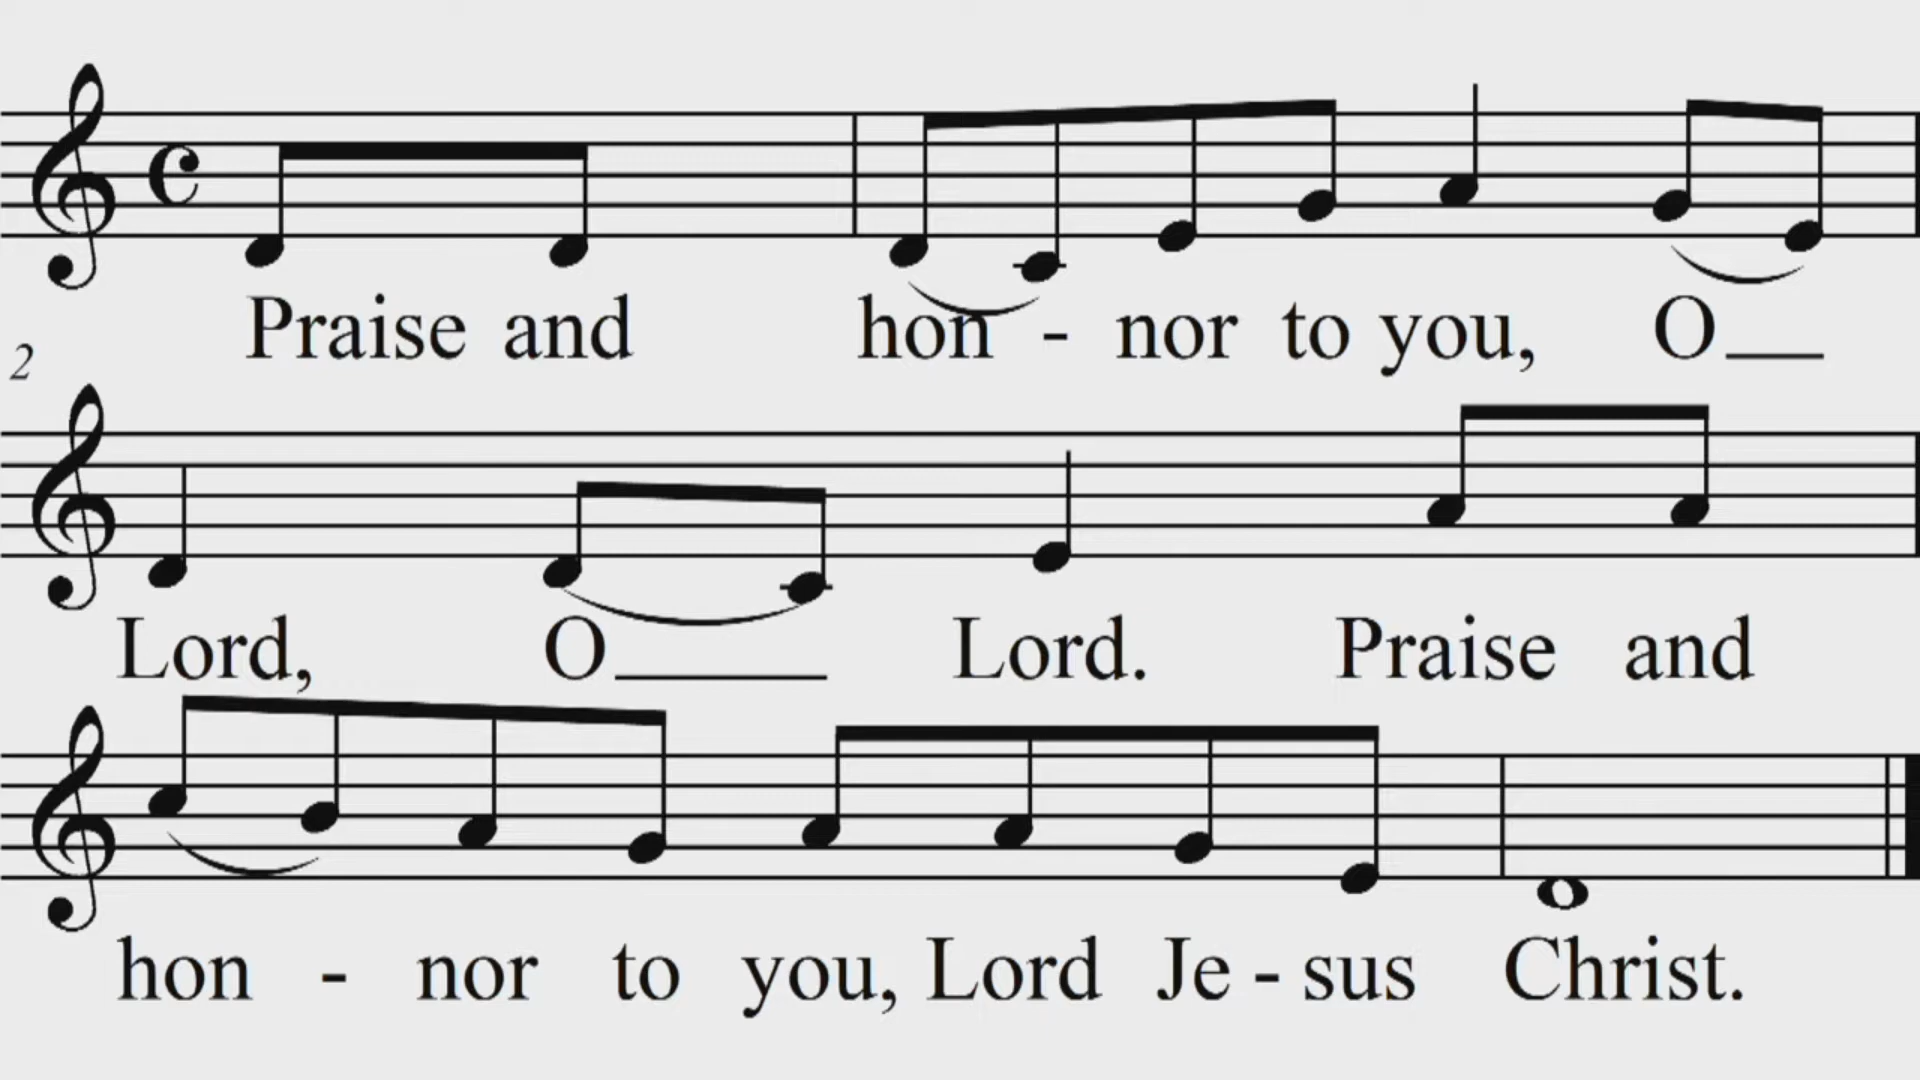 Praise and hon - nor to you, O
2
Lord, O Lord. Praise and
hon - nor to you, Lord Je - sus Christ.